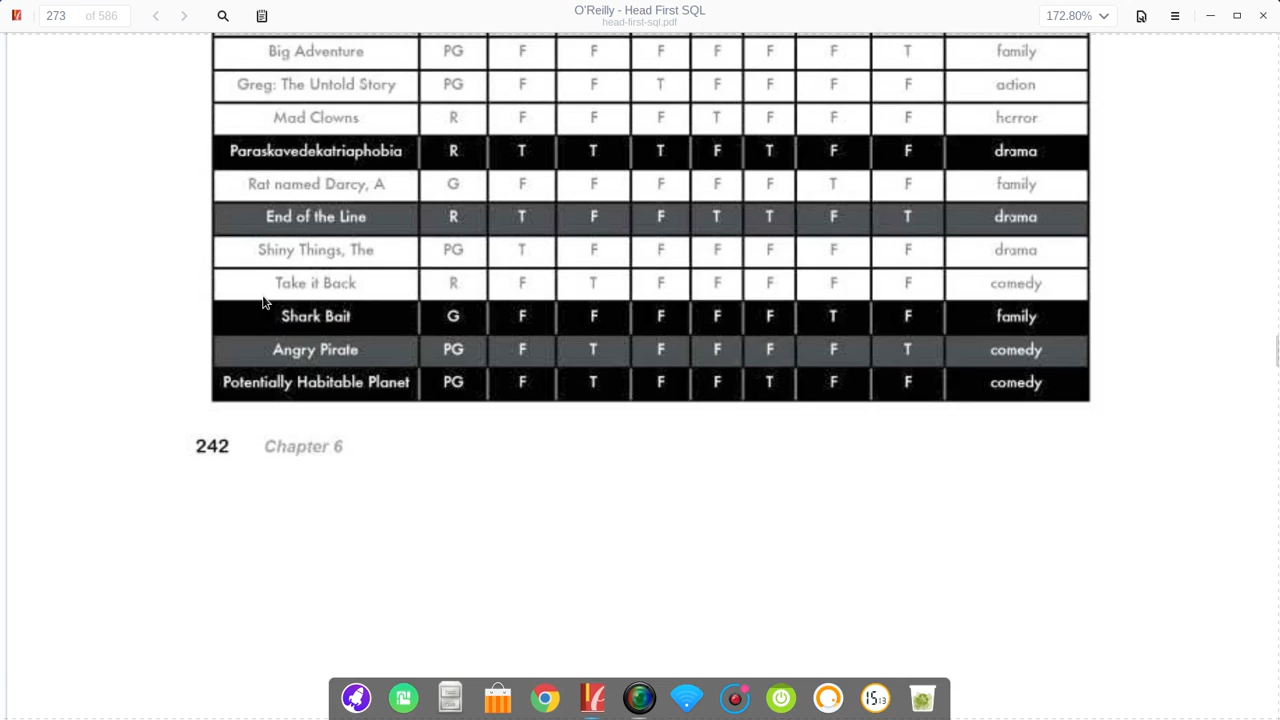 O'Reilly - Head First SQL
head-first-sql.pdf
273 of 586
172.80%
Big Adventure PG F F F F F F T family
Greg: The Untold Story PG F F T F F F F action
Mad Clowns R F F F T F F F horror
Paraskavedekatriaphobia R T T T F T F F drama
Rat named Darcy, A G F F F F F T F family
End of the Line R T F F T T F T drama
Shiny Things, The PG T F F F F F F drama
Take it Back R F T F F F F F comedy
Shark Bait G F F F F F T F family
Angry Pirate PG F T F F F F T comedy
Potentially Habitable Planet PG F T F F T F F comedy
242 Chapter 6